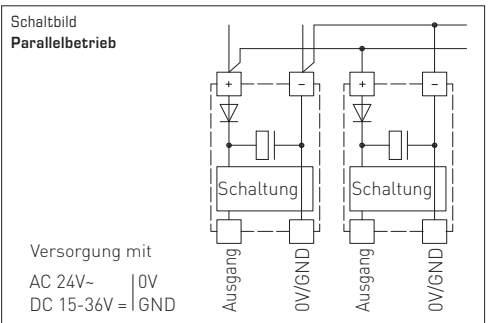 Schaltbild
Parallelbetrieb
+ − + −
Schaltung Schaltung
Ausgang
0V/GND
Ausgang
0V/GND
Versorgung mit
AC 24V~ | 0V
DC 15-36V = | GND